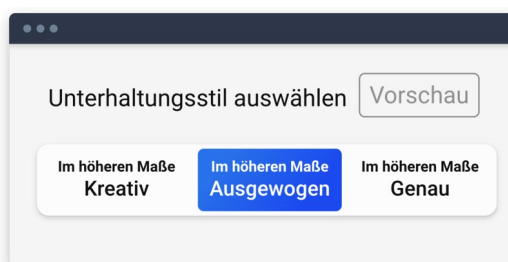 Unterhaltungsstil auswählen Vorschau
Im höheren Maße Im höheren Maße Im höheren Maße
Kreativ Ausgewogen Genau